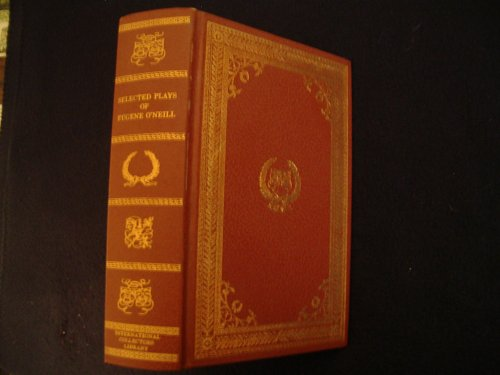 SELECTED PLAYS
OF
EUGENE O'NEILL
INTERNATIONAL
COLLECTORS
LIBRARY